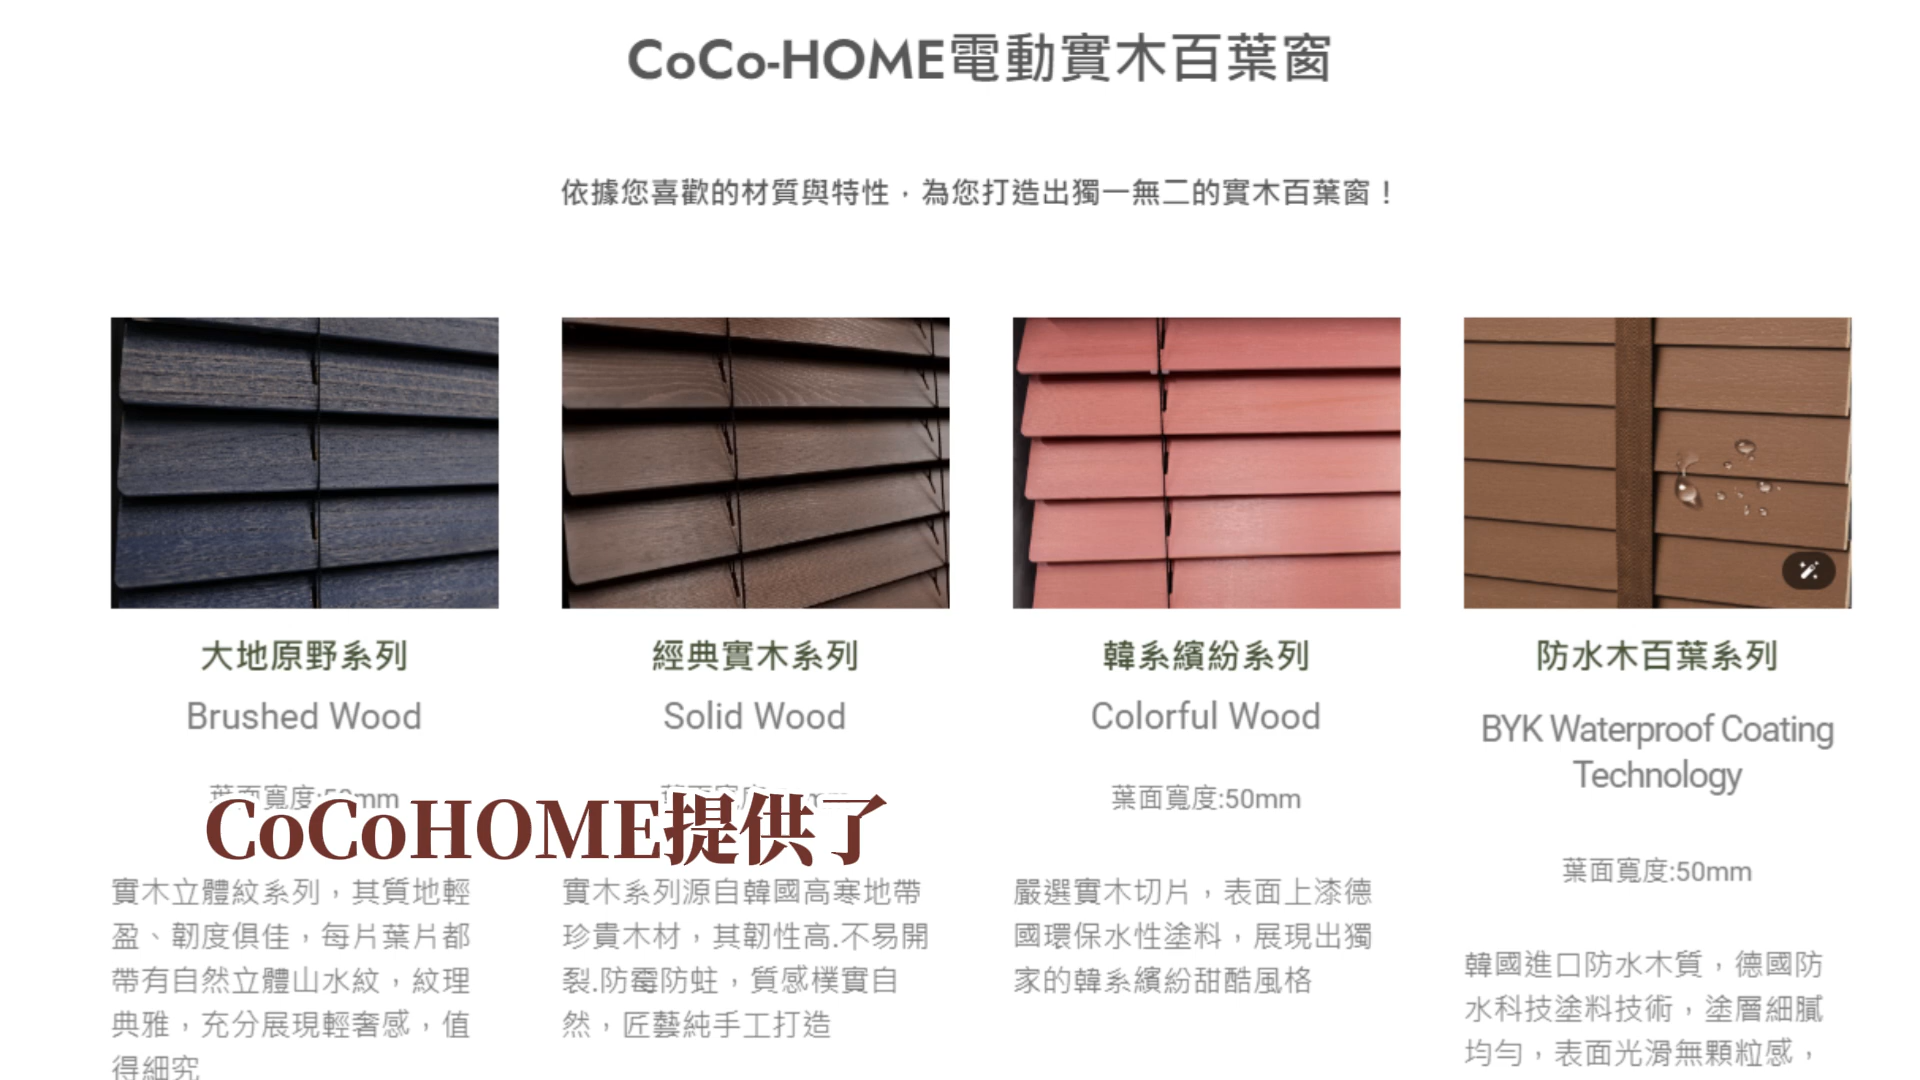 CoCo-HOME電動實木百葉窗
依據您喜歡的材質與特性，為您打造出獨一無二的實木百葉窗！
大地原野系列
Brushed Wood
葉面寬度:50mm
實木立體紋系列，其質地輕
盈、韌度俱佳，每片葉片都
帶有自然立體山水紋，紋理
典雅，充分展現輕奢感，值
得細究
經典實木系列
Solid Wood
實木系列源自韓國高寒地帶
珍貴木材，其韌性高.不易開
裂.防霉防蛀，質感樸實自
然，匠藝純手工打造
韓系繽紛系列
Colorful Wood
葉面寬度:50mm
嚴選實木切片，表面上漆德
國環保水性塗料，展現出獨
家的韓系繽紛甜酷風格
防水木百葉系列
BYK Waterproof Coating
Technology
葉面寬度:50mm
韓國進口防水木質，德國防
水科技塗料技術，塗層細膩
均勻，表面光滑無顆粒感，
CoCoHOME提供了